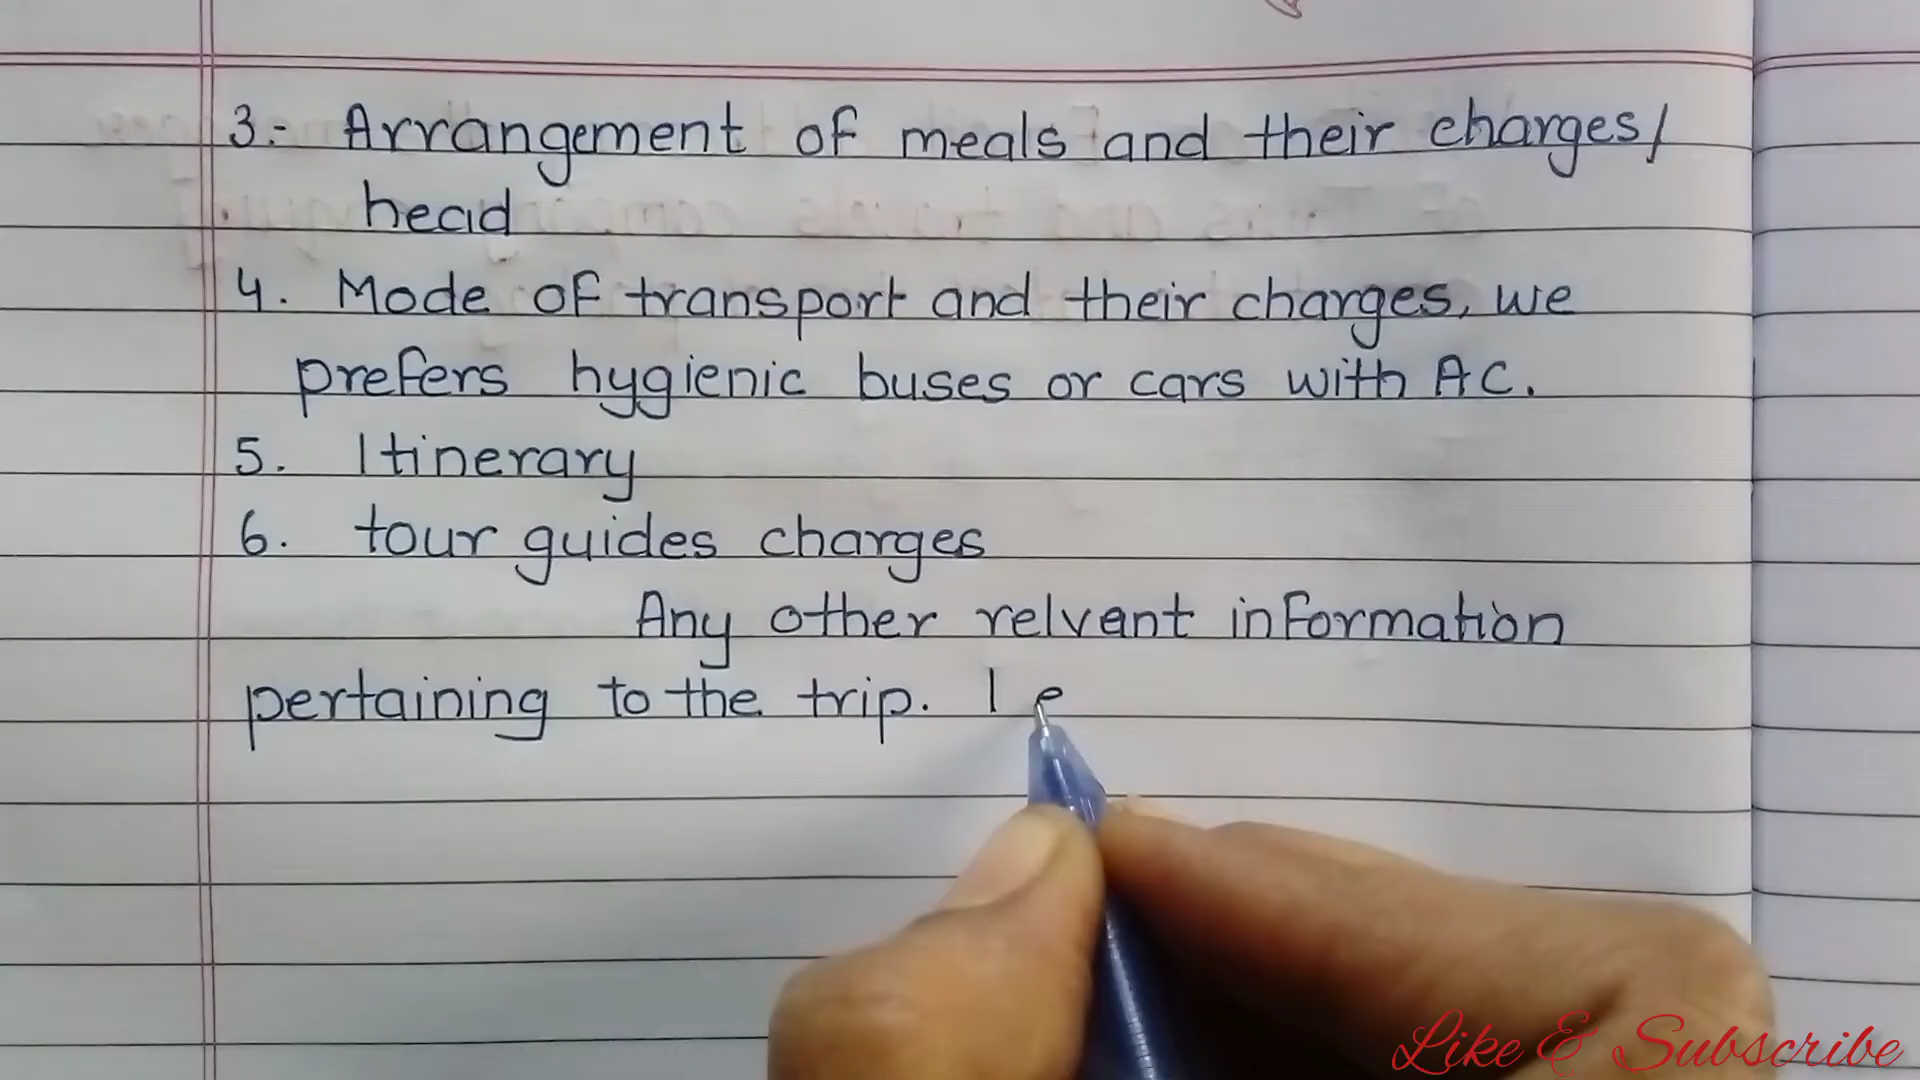 3.- Arrangement of meals and their charges/
head
4. Mode of transport and their charges, we
prefers hygienic buses or cars with AC.
5. Itinerary
6. tour guides charges
Any other relvant information
pertaining to the trip. I e
Like & Subscribe